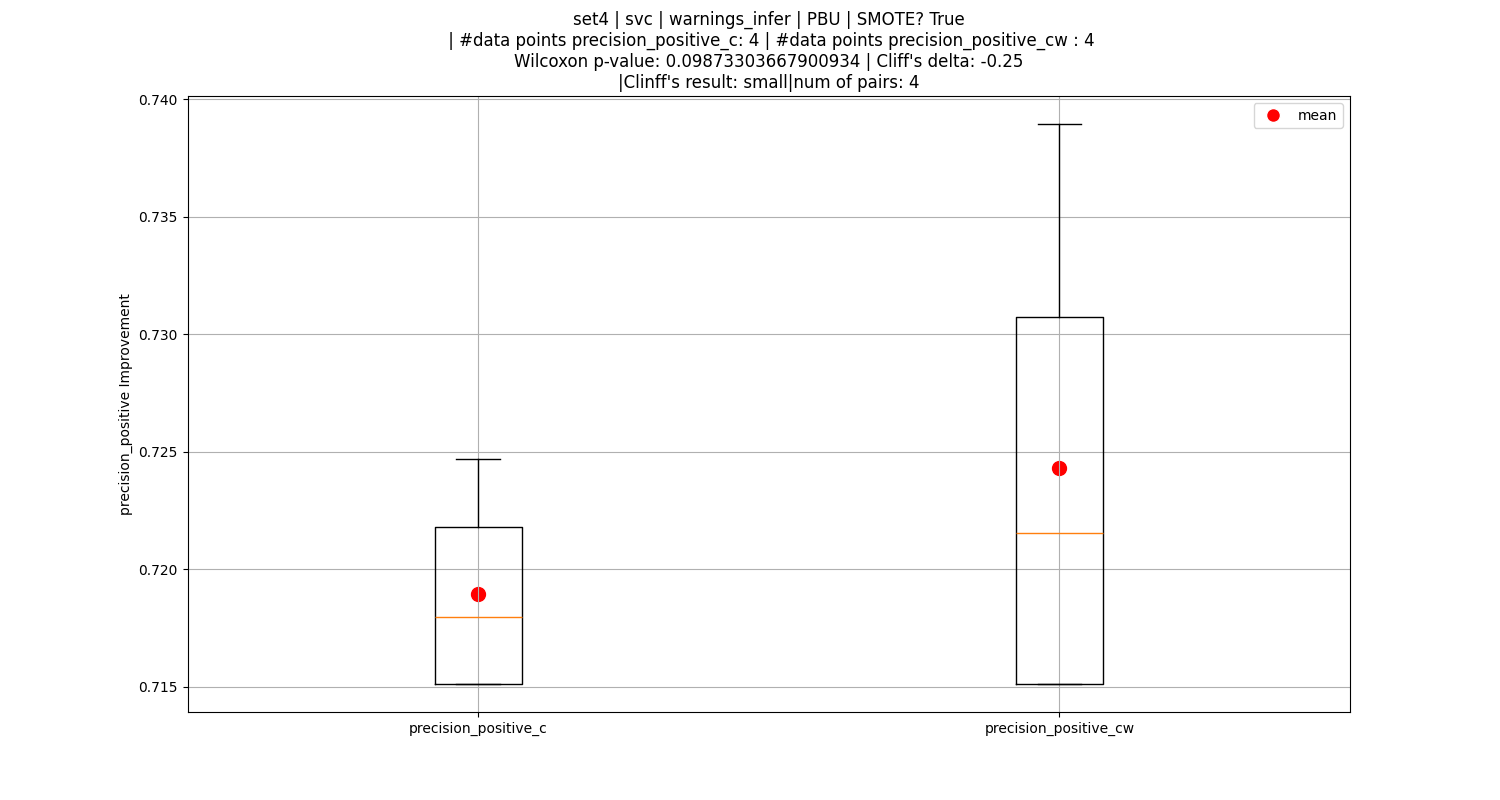 set4 | svc | warnings_infer | PBU | SMOTE? True
| #data points precision_positive_c: 4 | #data points precision_positive_cw : 4
Wilcoxon p-value: 0.09873303667900934 | Cliff's delta: -0.25
|Clinff's result: small|num of pairs: 4
mean
0.740
0.735
0.730
0.725
0.720
0.715
precision_positive Improvement
precision_positive_c
precision_positive_cw